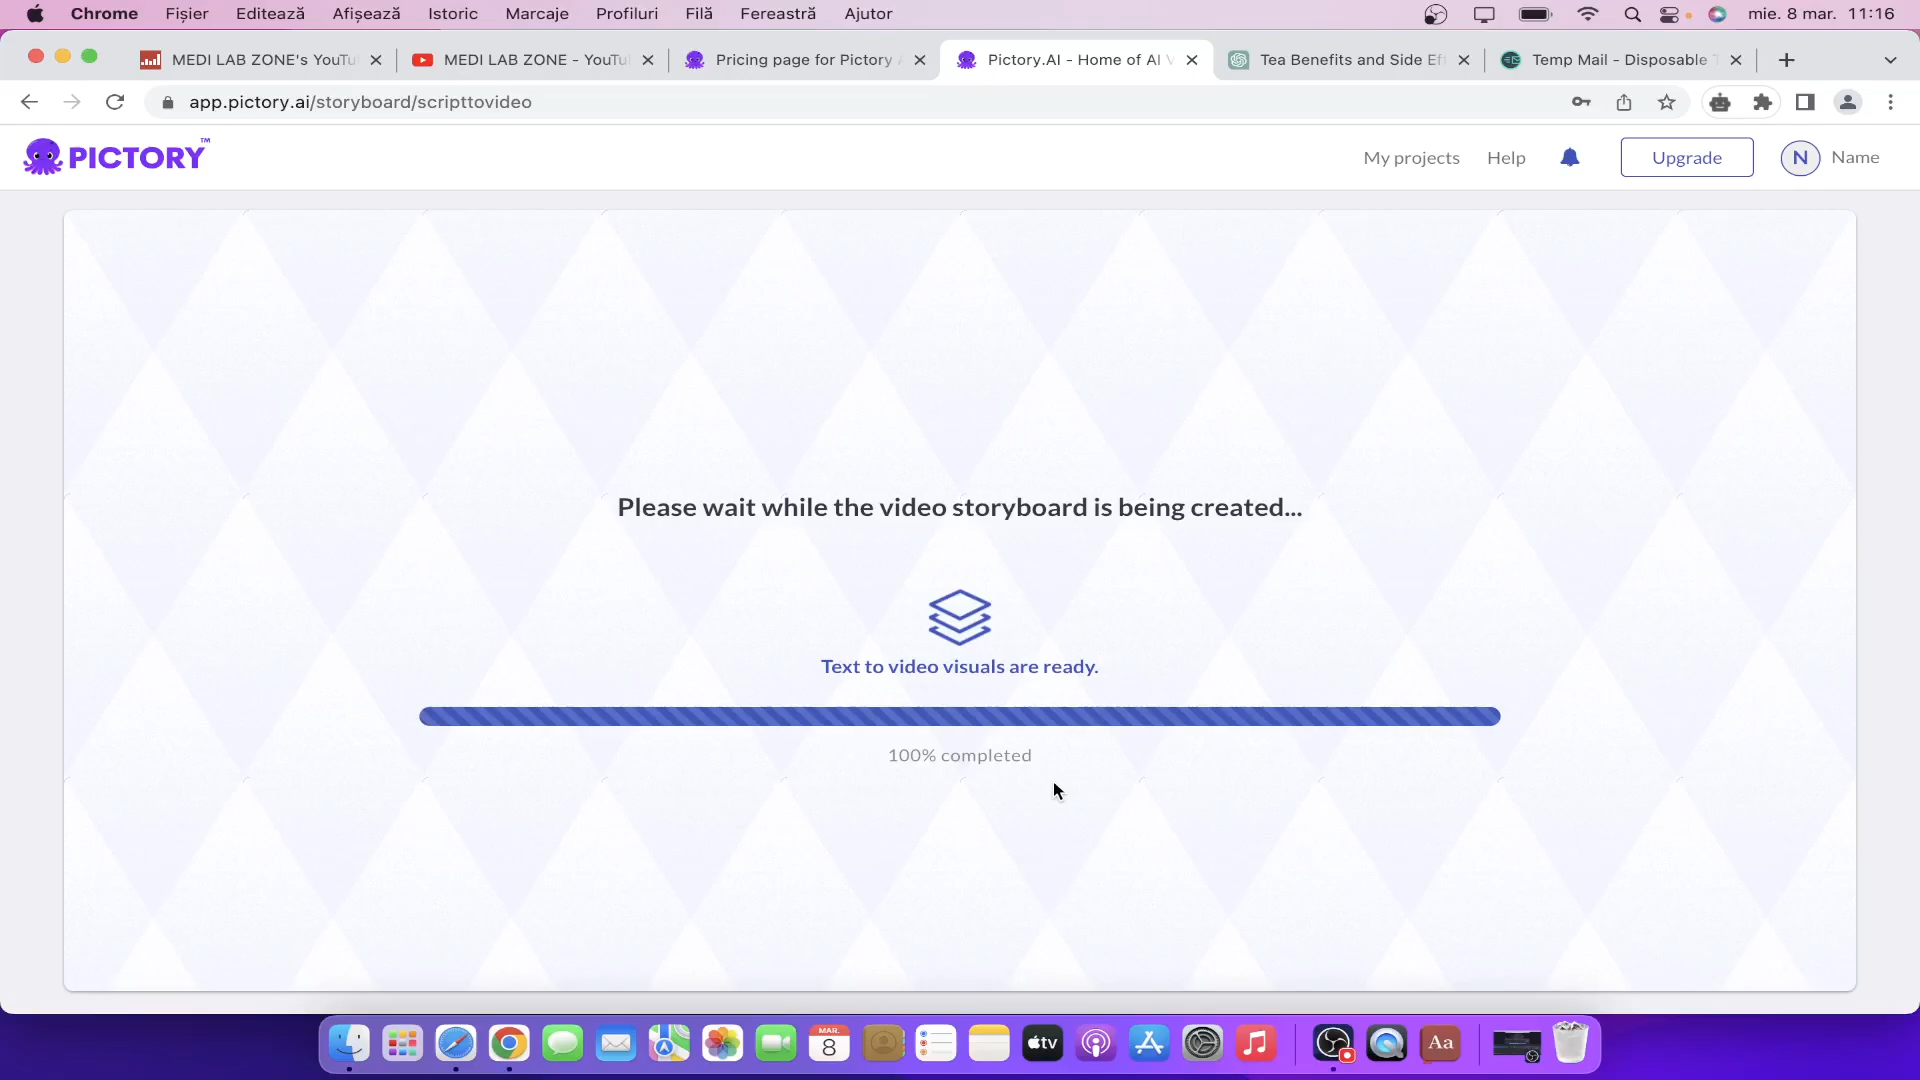 Chrome Fișier Editează Afișează Istoric Marcaje Profiluri Filă Fereastră Ajutor mie. 8 mar. 11:16
MEDI LAB ZONE's YouTu MEDI LAB ZONE - YouTu Pricing page for Pictory Pictory.AI - Home of AI V Tea Benefits and Side Eff Temp Mail - Disposable
app.pictory.ai/storyboard/scripttovideo
PICTORY™ My projects Help Upgrade N Name
Please wait while the video storyboard is being created...
Text to video visuals are ready.
100% completed
MAR. 8 tv Aa